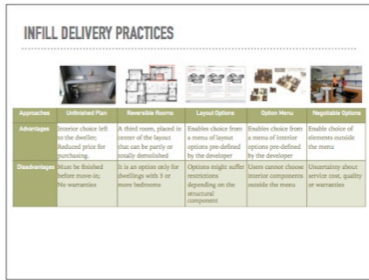 INFILL DELIVERY PRACTICES
Approaches Unfinished Plan Reversible Rooms Layout Options Option Menu Negotiable Options
Advantages Interior choice left A third room, placed in Enables choice from Enables choice from Enable choice of
to the dweller; center of the layout a menu of layout a menu of interior elements outside
Reduced price for that can be partly or options pre-defined options pre-defined the menu
purchasing. totally demolished by the developer by the developer
Disadvantages Must be finished It is an option only for Options might suffer Users cannot choose Uncertainty about
before move-in; dwellings with 3 or restrictions interior components service cost, quality
No warranties more bedrooms depending on the outside the menu or warranties
structural
component